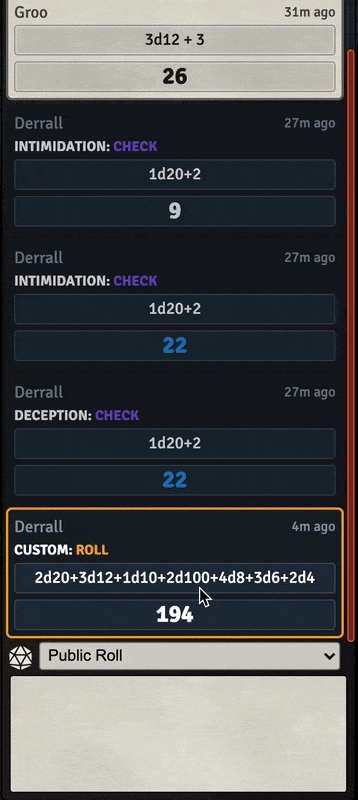 Groo 31m ago
3d12 + 3
26
Derrall 27m ago
INTIMIDATION: CHECK
1d20+2
9
Derrall 27m ago
INTIMIDATION: CHECK
1d20+2
22
Derrall 27m ago
DECEPTION: CHECK
1d20+2
22
Derrall 4m ago
CUSTOM: ROLL
2d20+3d12+1d10+2d100+4d8+3d6+2d4
194
Public Roll